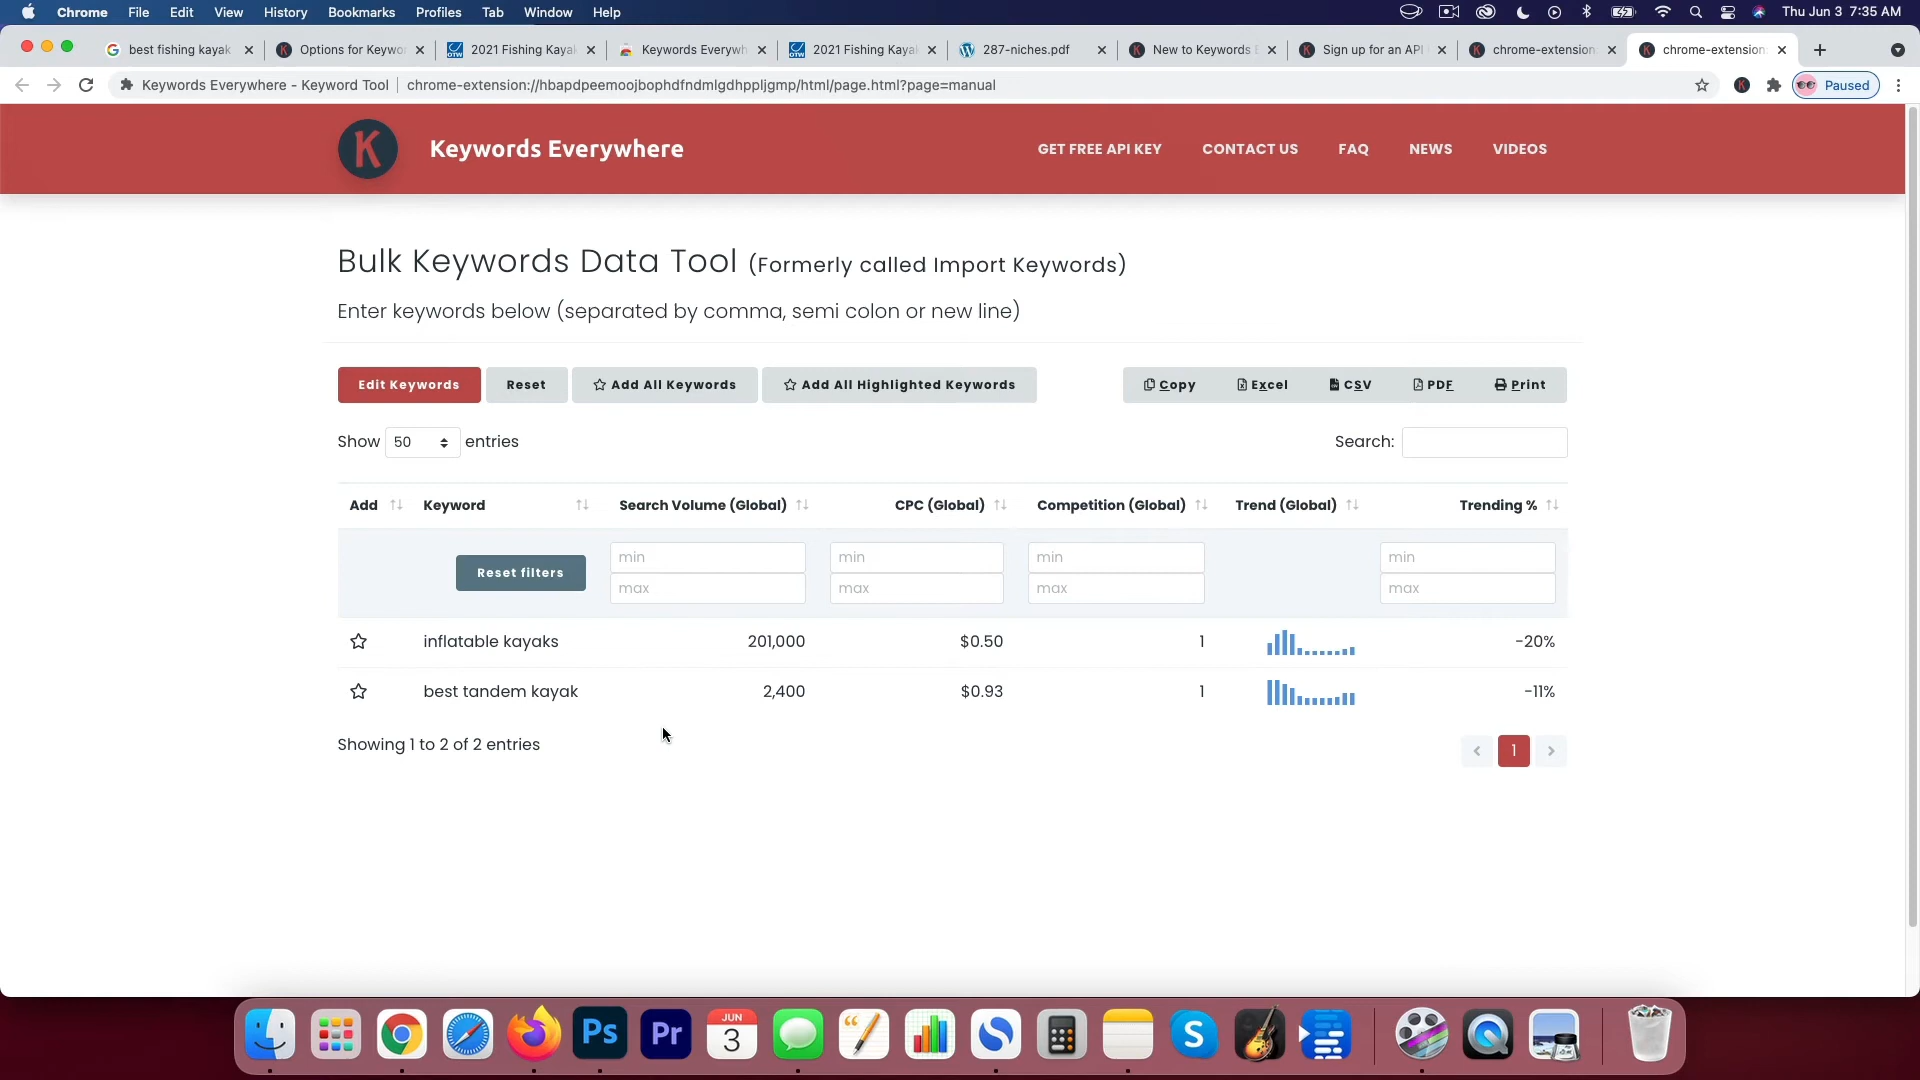 Chrome File Edit View History Bookmarks Profiles Tab Window Help Thu Jun 3 7:35 AM
best fishing kayak Options for Keywo 2021 Fishing Kayak Keywords Everywh 2021 Fishing Kayak 287-niches.pdf New to Keywords Sign up for an API chrome-extension chrome-extension
Keywords Everywhere - Keyword Tool chrome-extension://hbapdpeemoojbophdfndmlgdhppljgmp/html/page.html?page=manual Paused
K Keywords Everywhere GET FREE API KEY CONTACT US FAQ NEWS VIDEOS
Bulk Keywords Data Tool (Formerly called Import Keywords)
Enter keywords below (separated by comma, semi colon or new line)
Edit Keywords Reset Add All Keywords Add All Highlighted Keywords Copy Excel CSV PDF Print
Show 50 entries Search:
Add Keyword Search Volume (Global) CPC (Global) Competition (Global) Trend (Global) Trending %
min min min min
Reset filters
max max max max
inflatable kayaks 201,000 $0.50 1 -20%
best tandem kayak 2,400 $0.93 1 -11%
Showing 1 to 2 of 2 entries 1
Ps Pr JUN 3 S